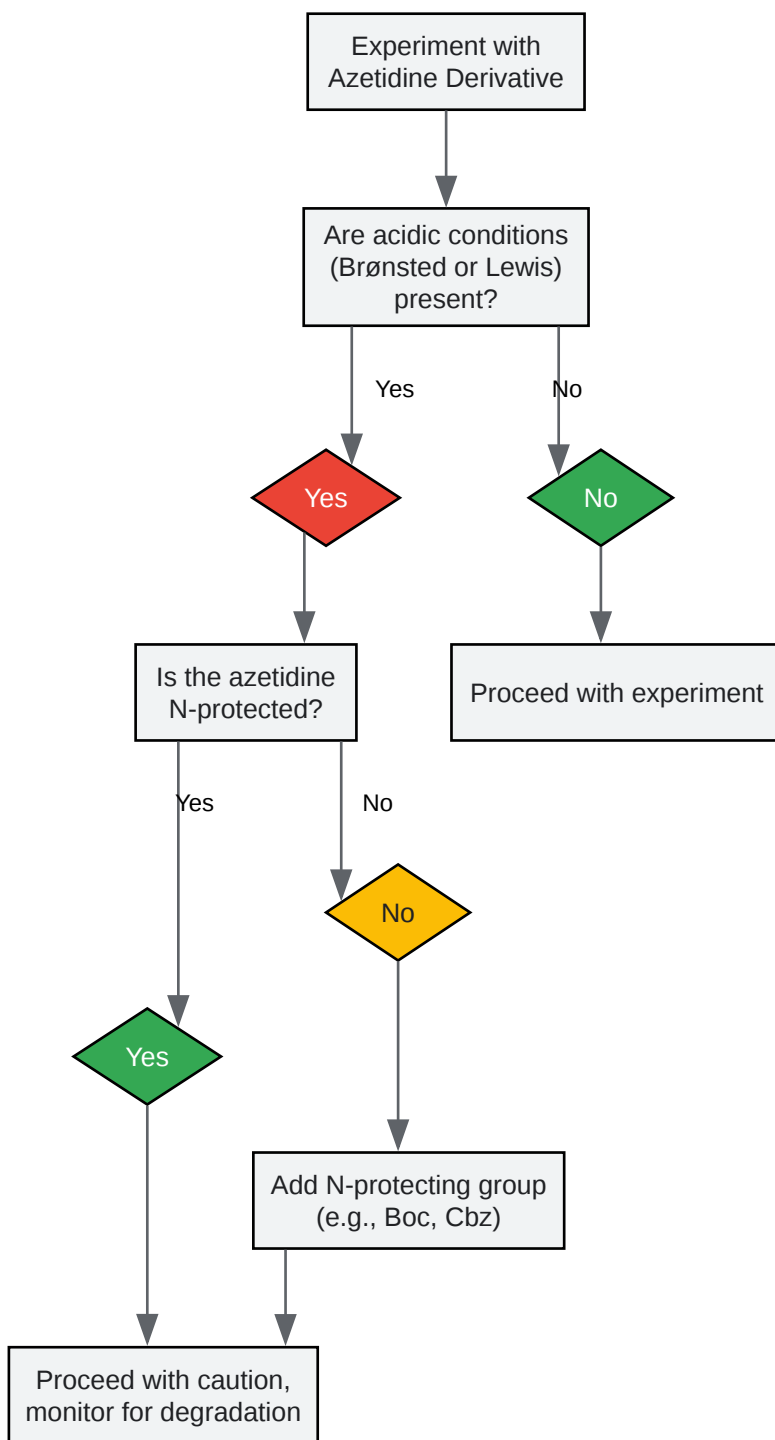 Experiment with
Azetidine Derivative
Are acidic conditions
(Brønsted or Lewis)
present?
Yes
No
Yes
No
Is the azetidine
N-protected?
Proceed with experiment
Yes
No
No
Yes
Add N-protecting group
(e.g., Boc, Cbz)
Proceed with caution,
monitor for degradation